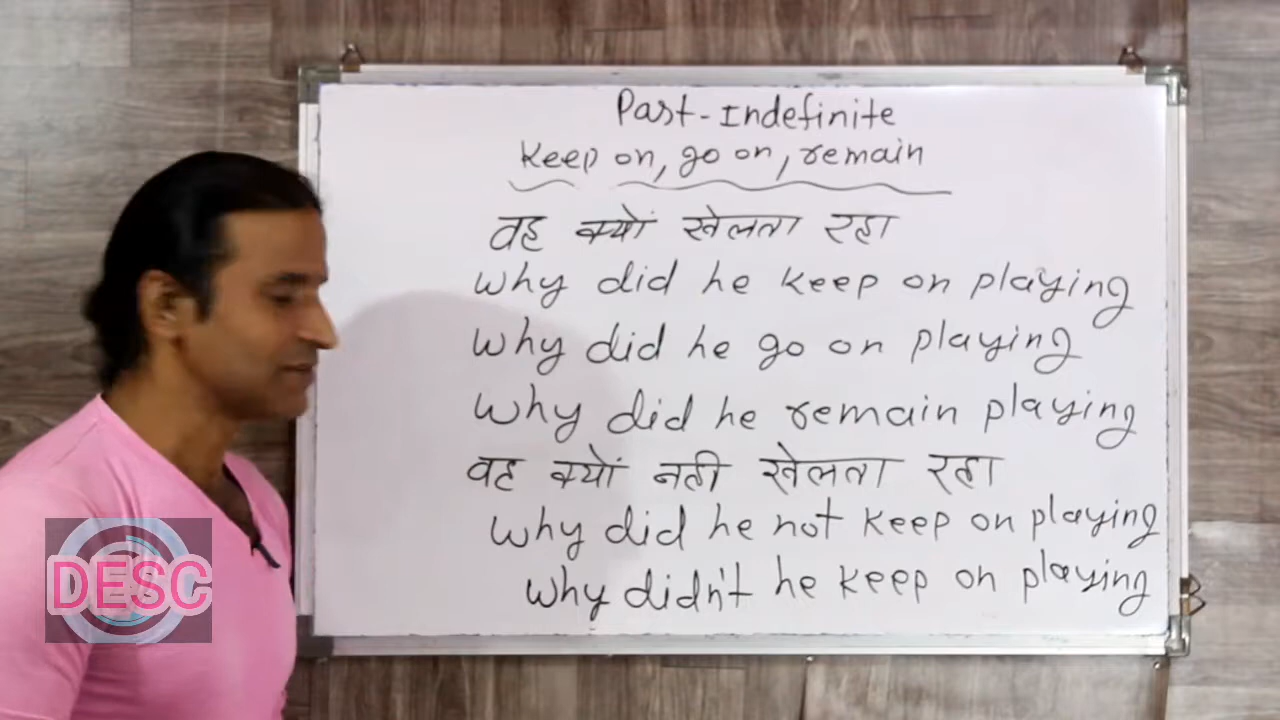 Past-Indefinite
Keep on, go on, remain
वह क्यों खेलता रहा
Why did he keep on playing
Why did he go on playing
Why did he remain playing
वह क्यों नही खेलता रहा
Why did he not keep on playing
Why didn't he keep on playing
DESC